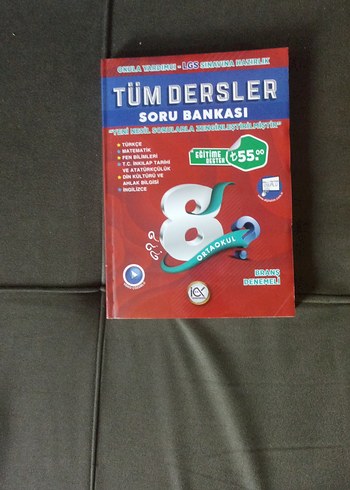 OKULA YARDIMCI - LGS SINAVINA HAZIRLIK
TÜM DERSLER
SORU BANKASI
"YENİ NESİL SORULARLA ZENGİNLEŞTİRİLMİŞTİR"
TÜRKÇE
MATEMATİK
FEN BİLİMLERİ
T.C. İNKILAP TARİHİ
VE ATATÜRKÇÜLÜK
DİN KÜLTÜRÜ VE
AHLAK BİLGİSİ
İNGİLİZCE
EĞİTİME
DESTEK
₺55.00
8
ORTAOKUL
BRANŞ
DENEMELİ